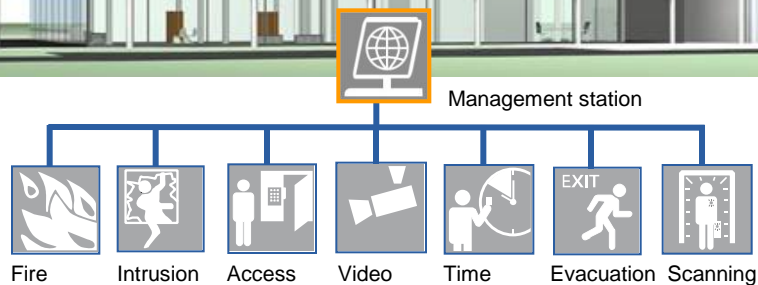 Management station
EXIT
Fire Intrusion Access Video Time Evacuation Scanning